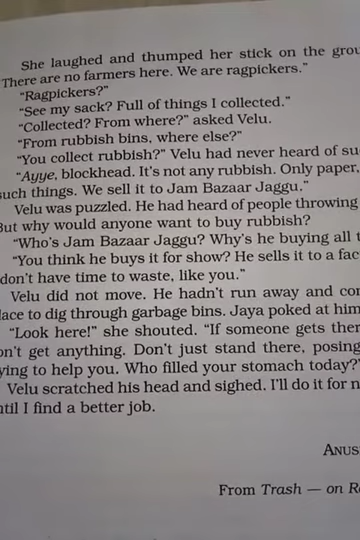 She laughed and thumped her stick on the grou
"There are no farmers here. We are ragpickers."
"Ragpickers?"
"See my sack? Full of things I collected."
"Collected? From where?" asked Velu.
"From rubbish bins, where else?"
"You collect rubbish?" Velu had never heard of su
"Ayye, blockhead. It's not any rubbish. Only paper,
such things. We sell it to Jam Bazaar Jaggu."
Velu was puzzled. He had heard of people throwing
But why would anyone want to buy rubbish?
"Who's Jam Bazaar Jaggu? Why's he buying all t
"You think he buys it for show? He sells it to a fac
don't have time to waste, like you."
Velu did not move. He hadn't run away and com
lace to dig through garbage bins. Jaya poked at him
"Look here!" she shouted. "If someone gets ther
on't get anything. Don't just stand there, posing
ying to help you. Who filled your stomach today?"
Velu scratched his head and sighed. I'll do it for n
ntil I find a better job.
ANUS
From Trash — on R